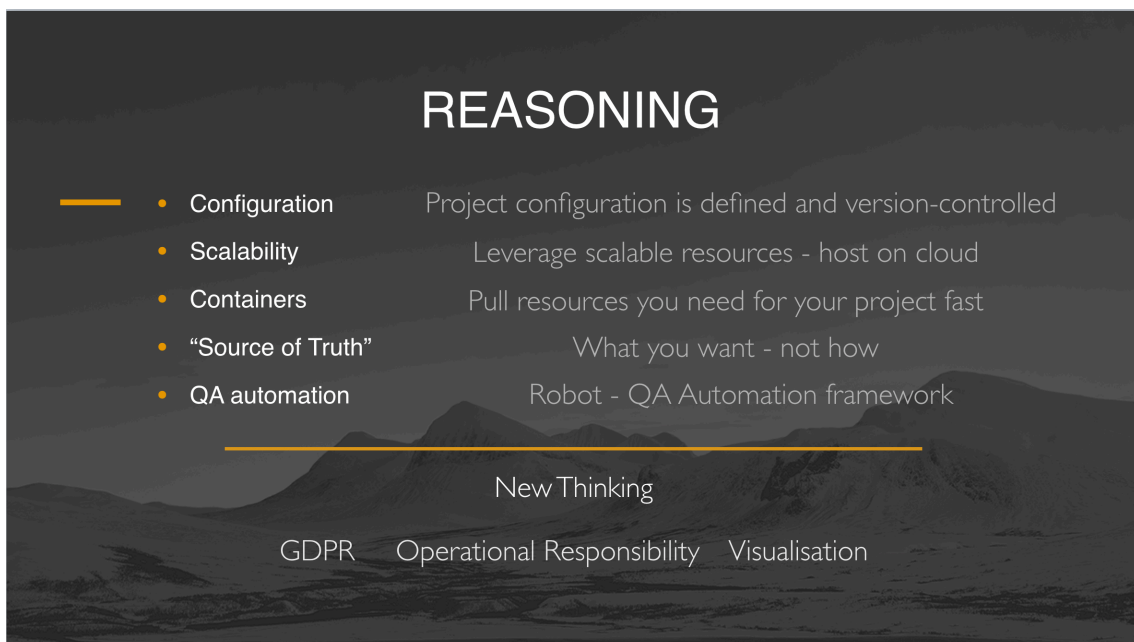 REASONING
• Configuration Project configuration is defined and version-controlled
• Scalability Leverage scalable resources - host on cloud
• Containers Pull resources you need for your project fast
• “Source of Truth” What you want - not how
• QA automation Robot - QA Automation framework
New Thinking
GDPR Operational Responsibility Visualisation